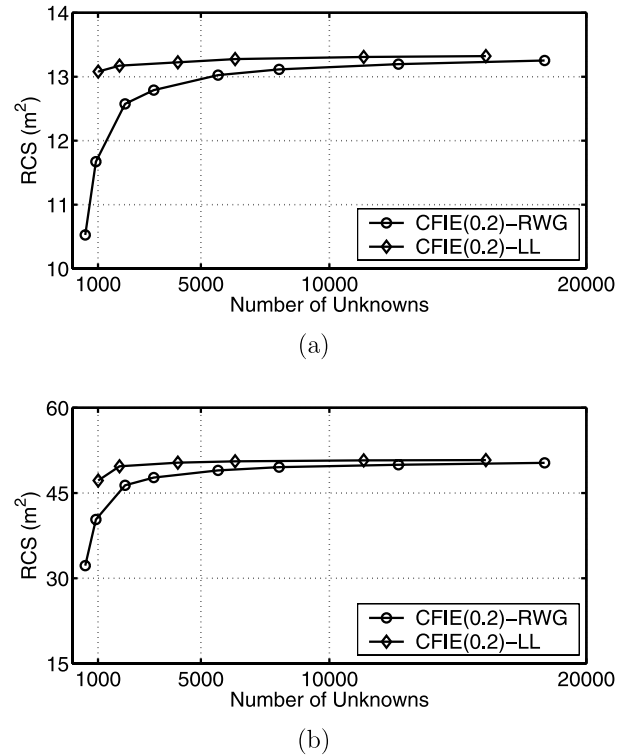 14
13
12
11
10
RCS (m²)
CFIE(0.2)−RWG
CFIE(0.2)−LL
1000 5000 10000 20000
Number of Unknowns
(a)
60
45
30
15
RCS (m²)
CFIE(0.2)−RWG
CFIE(0.2)−LL
1000 5000 10000 20000
Number of Unknowns
(b)